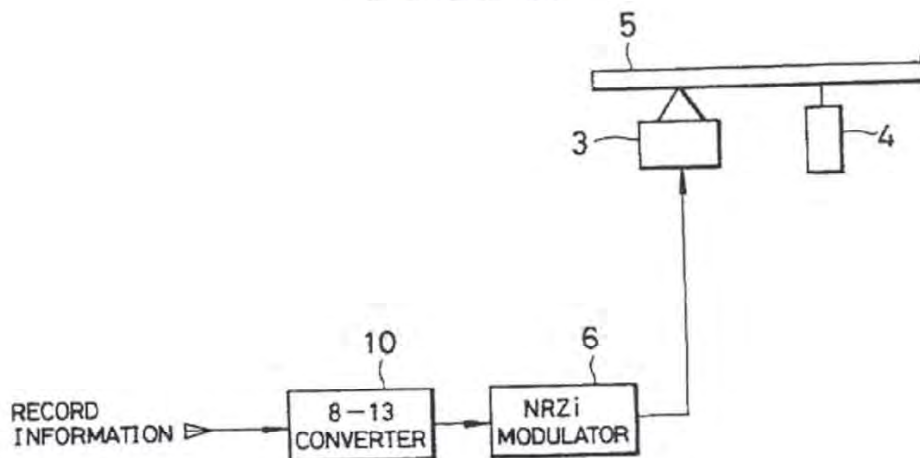 5
3
4
10
6
RECORD
INFORMATION
8-13
CONVERTER
NRZi
MODULATOR